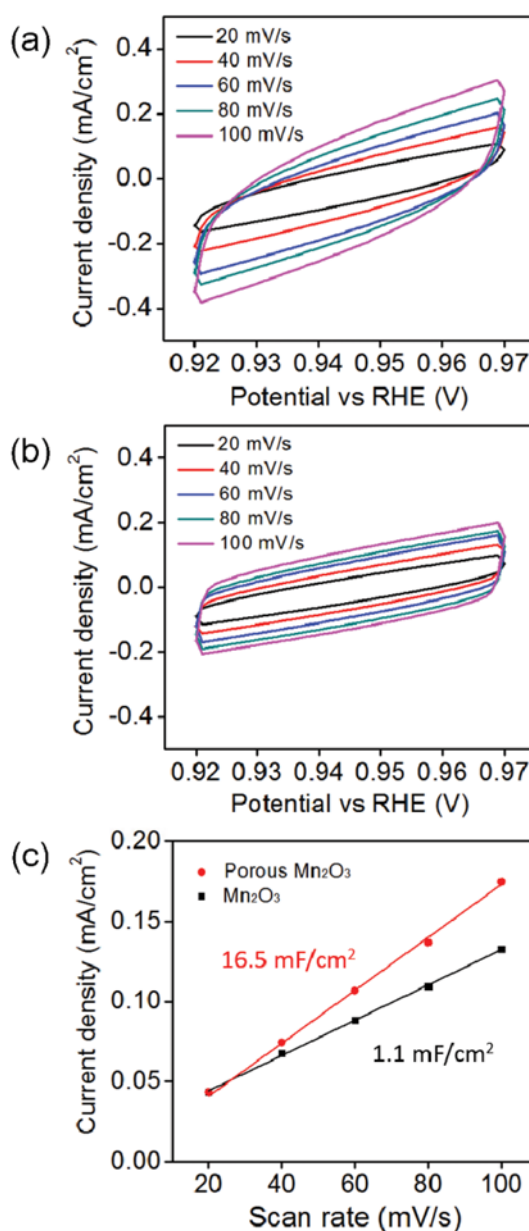 (a)
20 mV/s
40 mV/s
60 mV/s
80 mV/s
100 mV/s
0.4
0.2
0.0
-0.2
-0.4
Current density (mA/cm²)
0.92 0.93 0.94 0.95 0.96 0.97
Potential vs RHE (V)
(b)
20 mV/s
40 mV/s
60 mV/s
80 mV/s
100 mV/s
0.4
0.2
0.0
-0.2
-0.4
Current density (mA/cm²)
0.92 0.93 0.94 0.95 0.96 0.97
Potential vs RHE (V)
(c)
Porous Mn₂O₃
Mn₂O₃
16.5 mF/cm²
1.1 mF/cm²
0.20
0.15
0.10
0.05
0.00
Current density (mA/cm²)
20 40 60 80 100
Scan rate (mV/s)